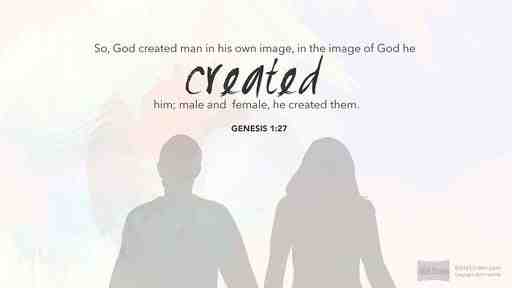 So, God created man in his own image, in the image of God he
created
him; male and female, he created them.
GENESIS 1:27